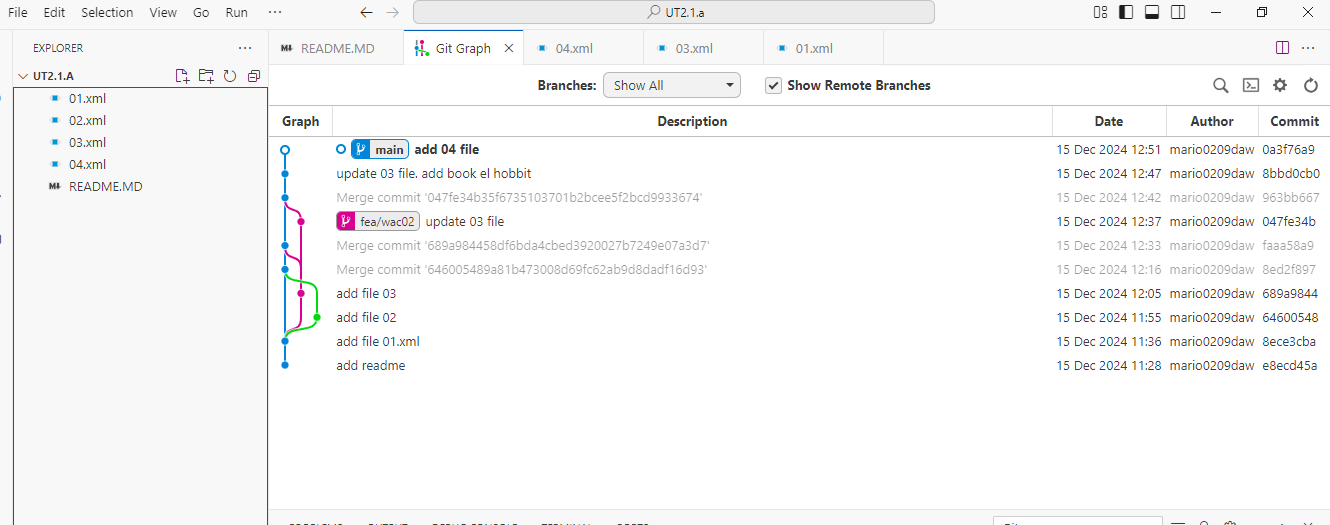 File Edit Selection View Go Run ··· UT2.1.a
EXPLORER ···
UT2.1.A
01.xml
02.xml
03.xml
04.xml
README.MD
README.MD Git Graph 04.xml 03.xml 01.xml ···
Branches: Show All Show Remote Branches
Graph Description Date Author Commit
main add 04 file 15 Dec 2024 12:51 mario0209daw 0a3f76a9
update 03 file. add book el hobbit 15 Dec 2024 12:47 mario0209daw 8bbd0cb0
Merge commit '047fe34b35f6735103701b2bcee5f2bcd9933674' 15 Dec 2024 12:42 mario0209daw 963bb667
fea/wac02 update 03 file 15 Dec 2024 12:37 mario0209daw 047fe34b
Merge commit '689a984458df6bda4cbed3920027b7249e07a3d7' 15 Dec 2024 12:33 mario0209daw faaa58a9
Merge commit '646005489a81b473008d69fc62ab9d8dadf16d93' 15 Dec 2024 12:16 mario0209daw 8ed2f897
add file 03 15 Dec 2024 12:05 mario0209daw 689a9844
add file 02 15 Dec 2024 11:55 mario0209daw 64600548
add file 01.xml 15 Dec 2024 11:36 mario0209daw 8ece3cba
add readme 15 Dec 2024 11:28 mario0209daw e8ecd45a